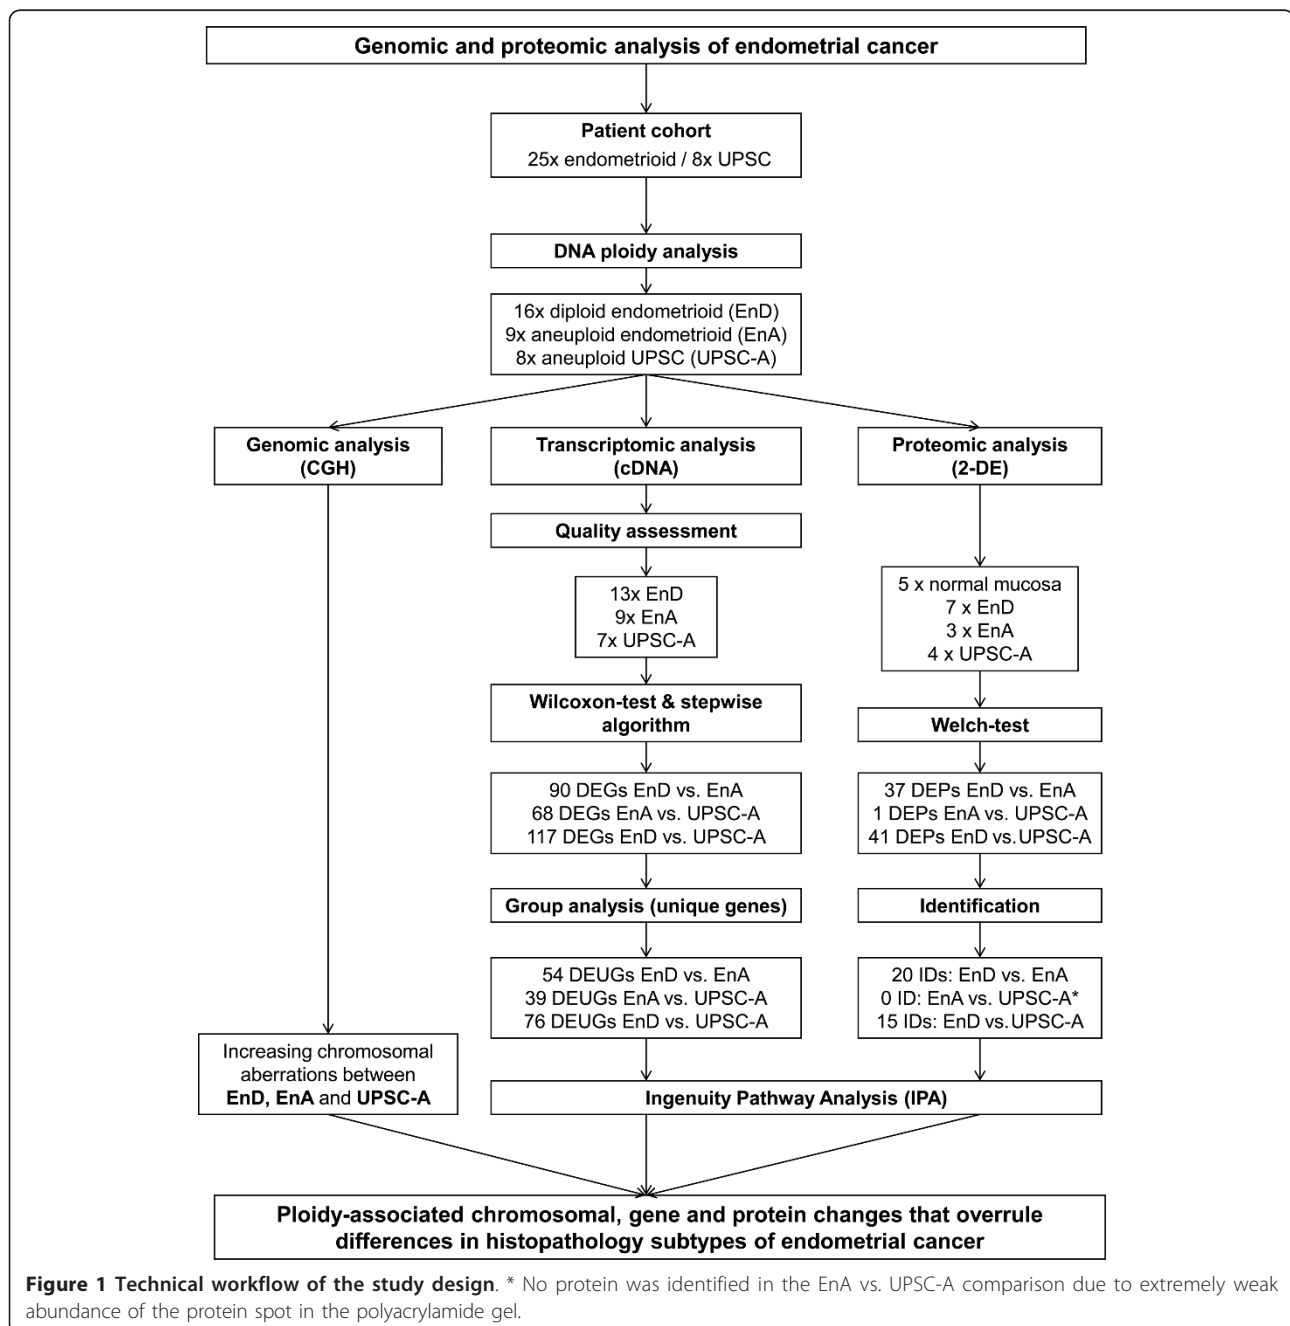 Genomic and proteomic analysis of endometrial cancer
Patient cohort
25x endometrioid / 8x UPSC
DNA ploidy analysis
16x diploid endometrioid (EnD)
9x aneuploid endometrioid (EnA)
8x aneuploid UPSC (UPSC-A)
Genomic analysis
(CGH)
Transcriptomic analysis
(cDNA)
Proteomic analysis
(2-DE)
Quality assessment
13x EnD
9x EnA
7x UPSC-A
5 x normal mucosa
7 x EnD
3 x EnA
4 x UPSC-A
Wilcoxon-test & stepwise
algorithm
Welch-test
90 DEGs EnD vs. EnA
68 DEGs EnA vs. UPSC-A
117 DEGs EnD vs. UPSC-A
37 DEPs EnD vs. EnA
1 DEPs EnA vs. UPSC-A
41 DEPs EnD vs. UPSC-A
Group analysis (unique genes)
Identification
54 DEUGs EnD vs. EnA
39 DEUGs EnA vs. UPSC-A
76 DEUGs EnD vs. UPSC-A
20 IDs: EnD vs. EnA
0 ID: EnA vs. UPSC-A*
15 IDs: EnD vs. UPSC-A
Increasing chromosomal
aberrations between
EnD, EnA and UPSC-A
Ingenuity Pathway Analysis (IPA)
Ploidy-associated chromosomal, gene and protein changes that overrule
differences in histopathology subtypes of endometrial cancer
Figure 1 Technical workflow of the study design. * No protein was identified in the EnA vs. UPSC-A comparison due to extremely weak
abundance of the protein spot in the polyacrylamide gel.